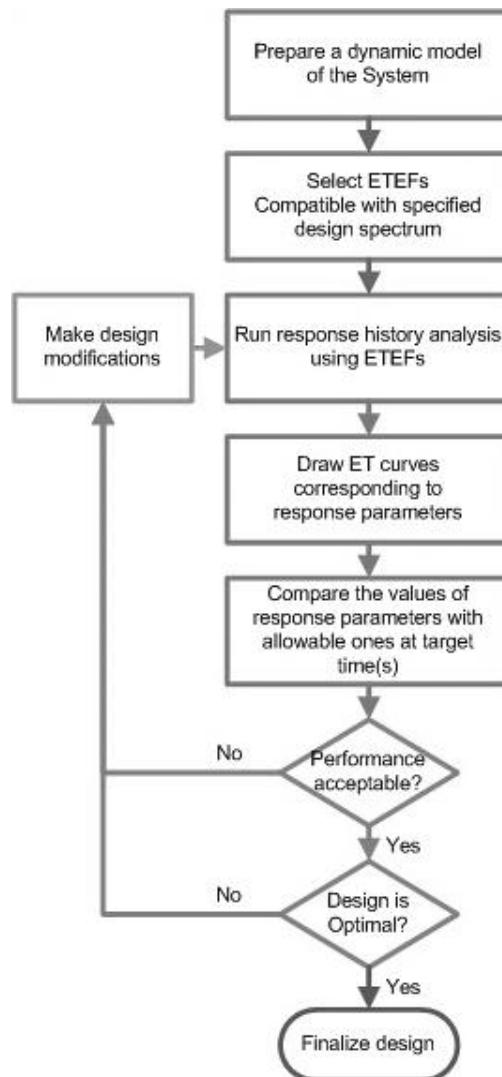 Prepare a dynamic model
of the System
Select ETEFs
Compatible with specified
design spectrum
Make design
modifications
Run response history analysis
using ETEFs
Draw ET curves
corresponding to
response parameters
Compare the values of
response parameters with
allowable ones at target
time(s)
No
Performance
acceptable?
Yes
No
Design is
Optimal?
Yes
Finalize design